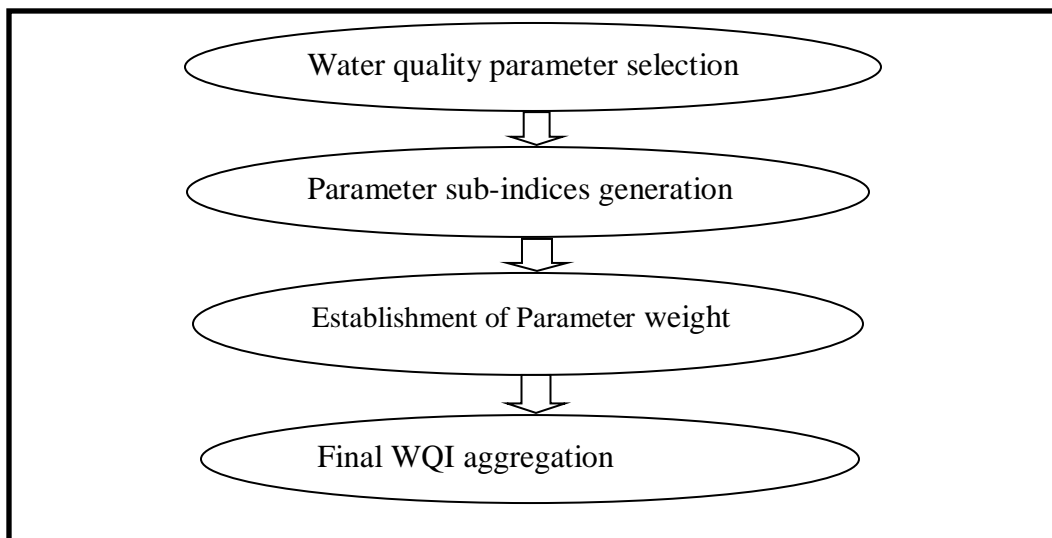 Water quality parameter selection
Parameter sub-indices generation
Establishment of Parameter weight
Final WQI aggregation